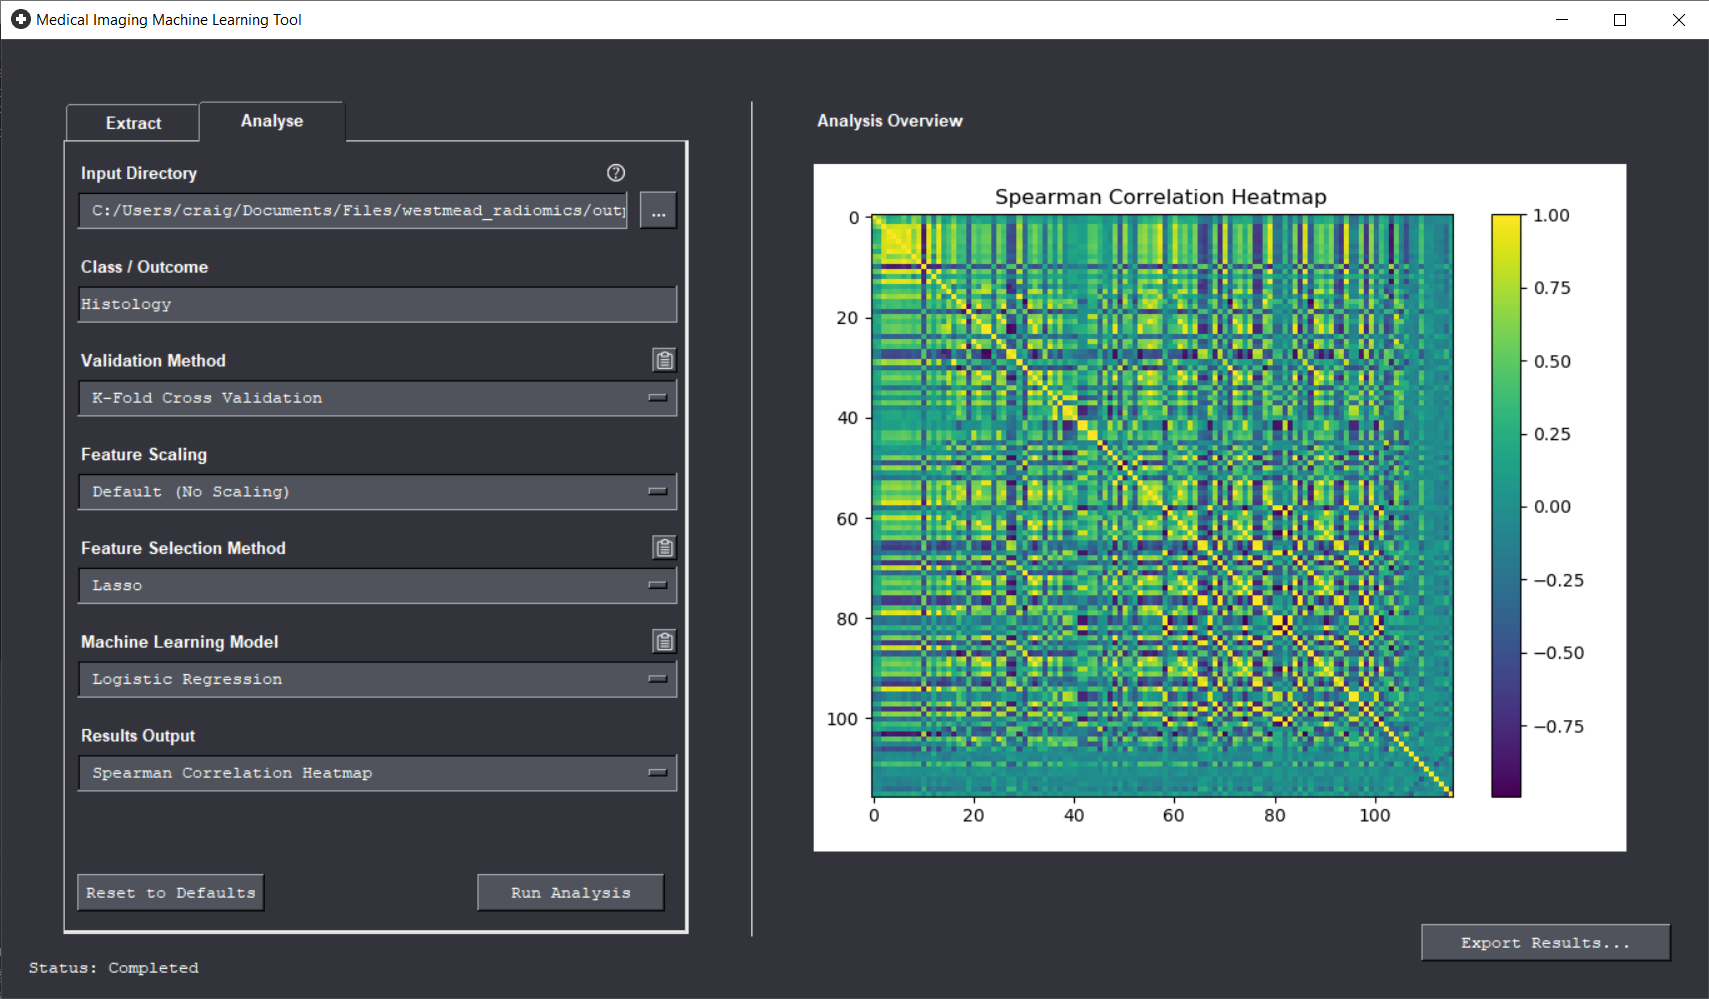 Medical Imaging Machine Learning Tool
Extract
Analyse
Input Directory
C:/Users/craig/Documents/Files/westmead_radiomics/outp
...
Class / Outcome
Histology
Validation Method
K-Fold Cross Validation
Feature Scaling
Default (No Scaling)
Feature Selection Method
Lasso
Machine Learning Model
Logistic Regression
Results Output
Spearman Correlation Heatmap
Reset to Defaults
Run Analysis
Status: Completed
Analysis Overview
Spearman Correlation Heatmap
0
20
40
60
80
100
0 20 40 60 80 100
1.00
0.75
0.50
0.25
0.00
−0.25
−0.50
−0.75
Export Results...